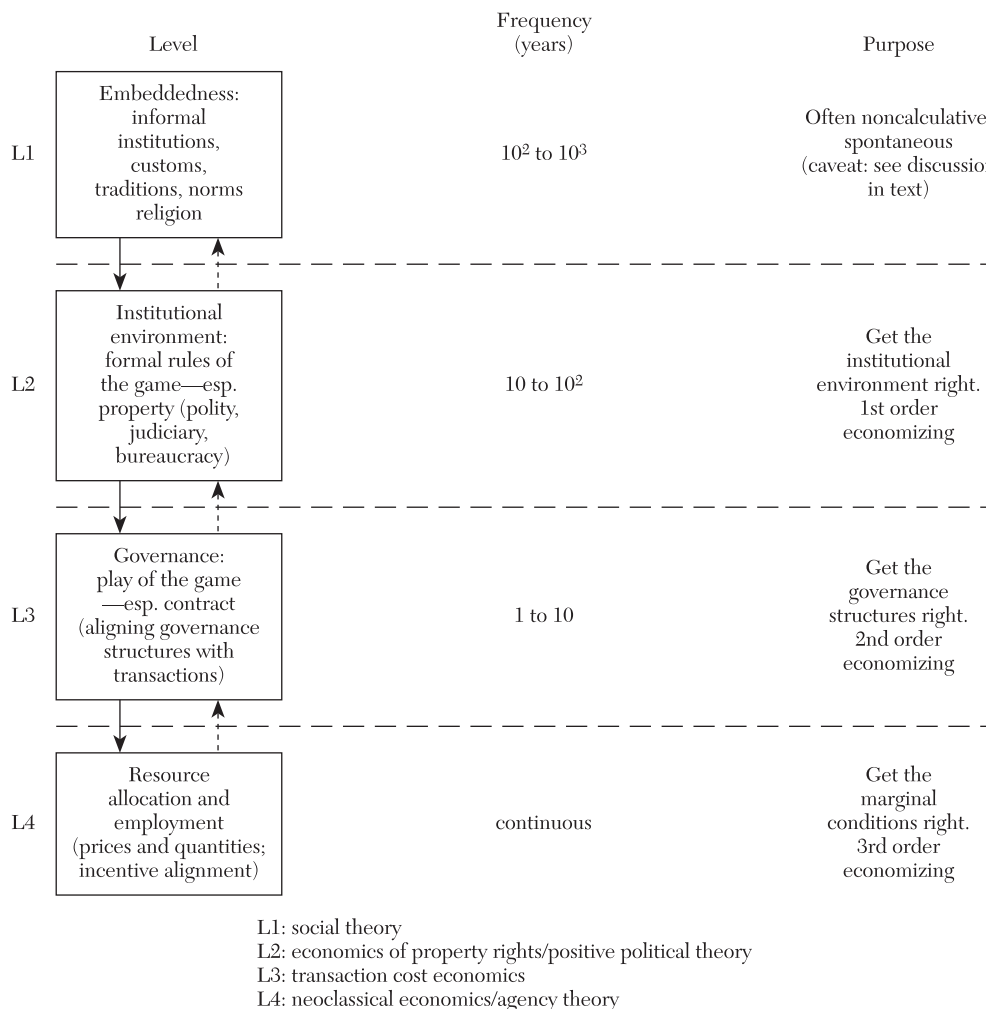 Level
Frequency
(years)
Purpose
L1
Embeddedness:
informal
institutions,
customs,
traditions, norms
religion
10² to 10³
Often noncalculative
spontaneous
(caveat: see discussion
in text)
L2
Institutional
environment:
formal rules of
the game—esp.
property (polity,
judiciary,
bureaucracy)
10 to 10²
Get the
institutional
environment right.
1st order
economizing
L3
Governance:
play of the game
—esp. contract
(aligning governance
structures with
transactions)
1 to 10
Get the
governance
structures right.
2nd order
economizing
L4
Resource
allocation and
employment
(prices and quantities;
incentive alignment)
continuous
Get the
marginal
conditions right.
3rd order
economizing
L1: social theory
L2: economics of property rights/positive political theory
L3: transaction cost economics
L4: neoclassical economics/agency theory